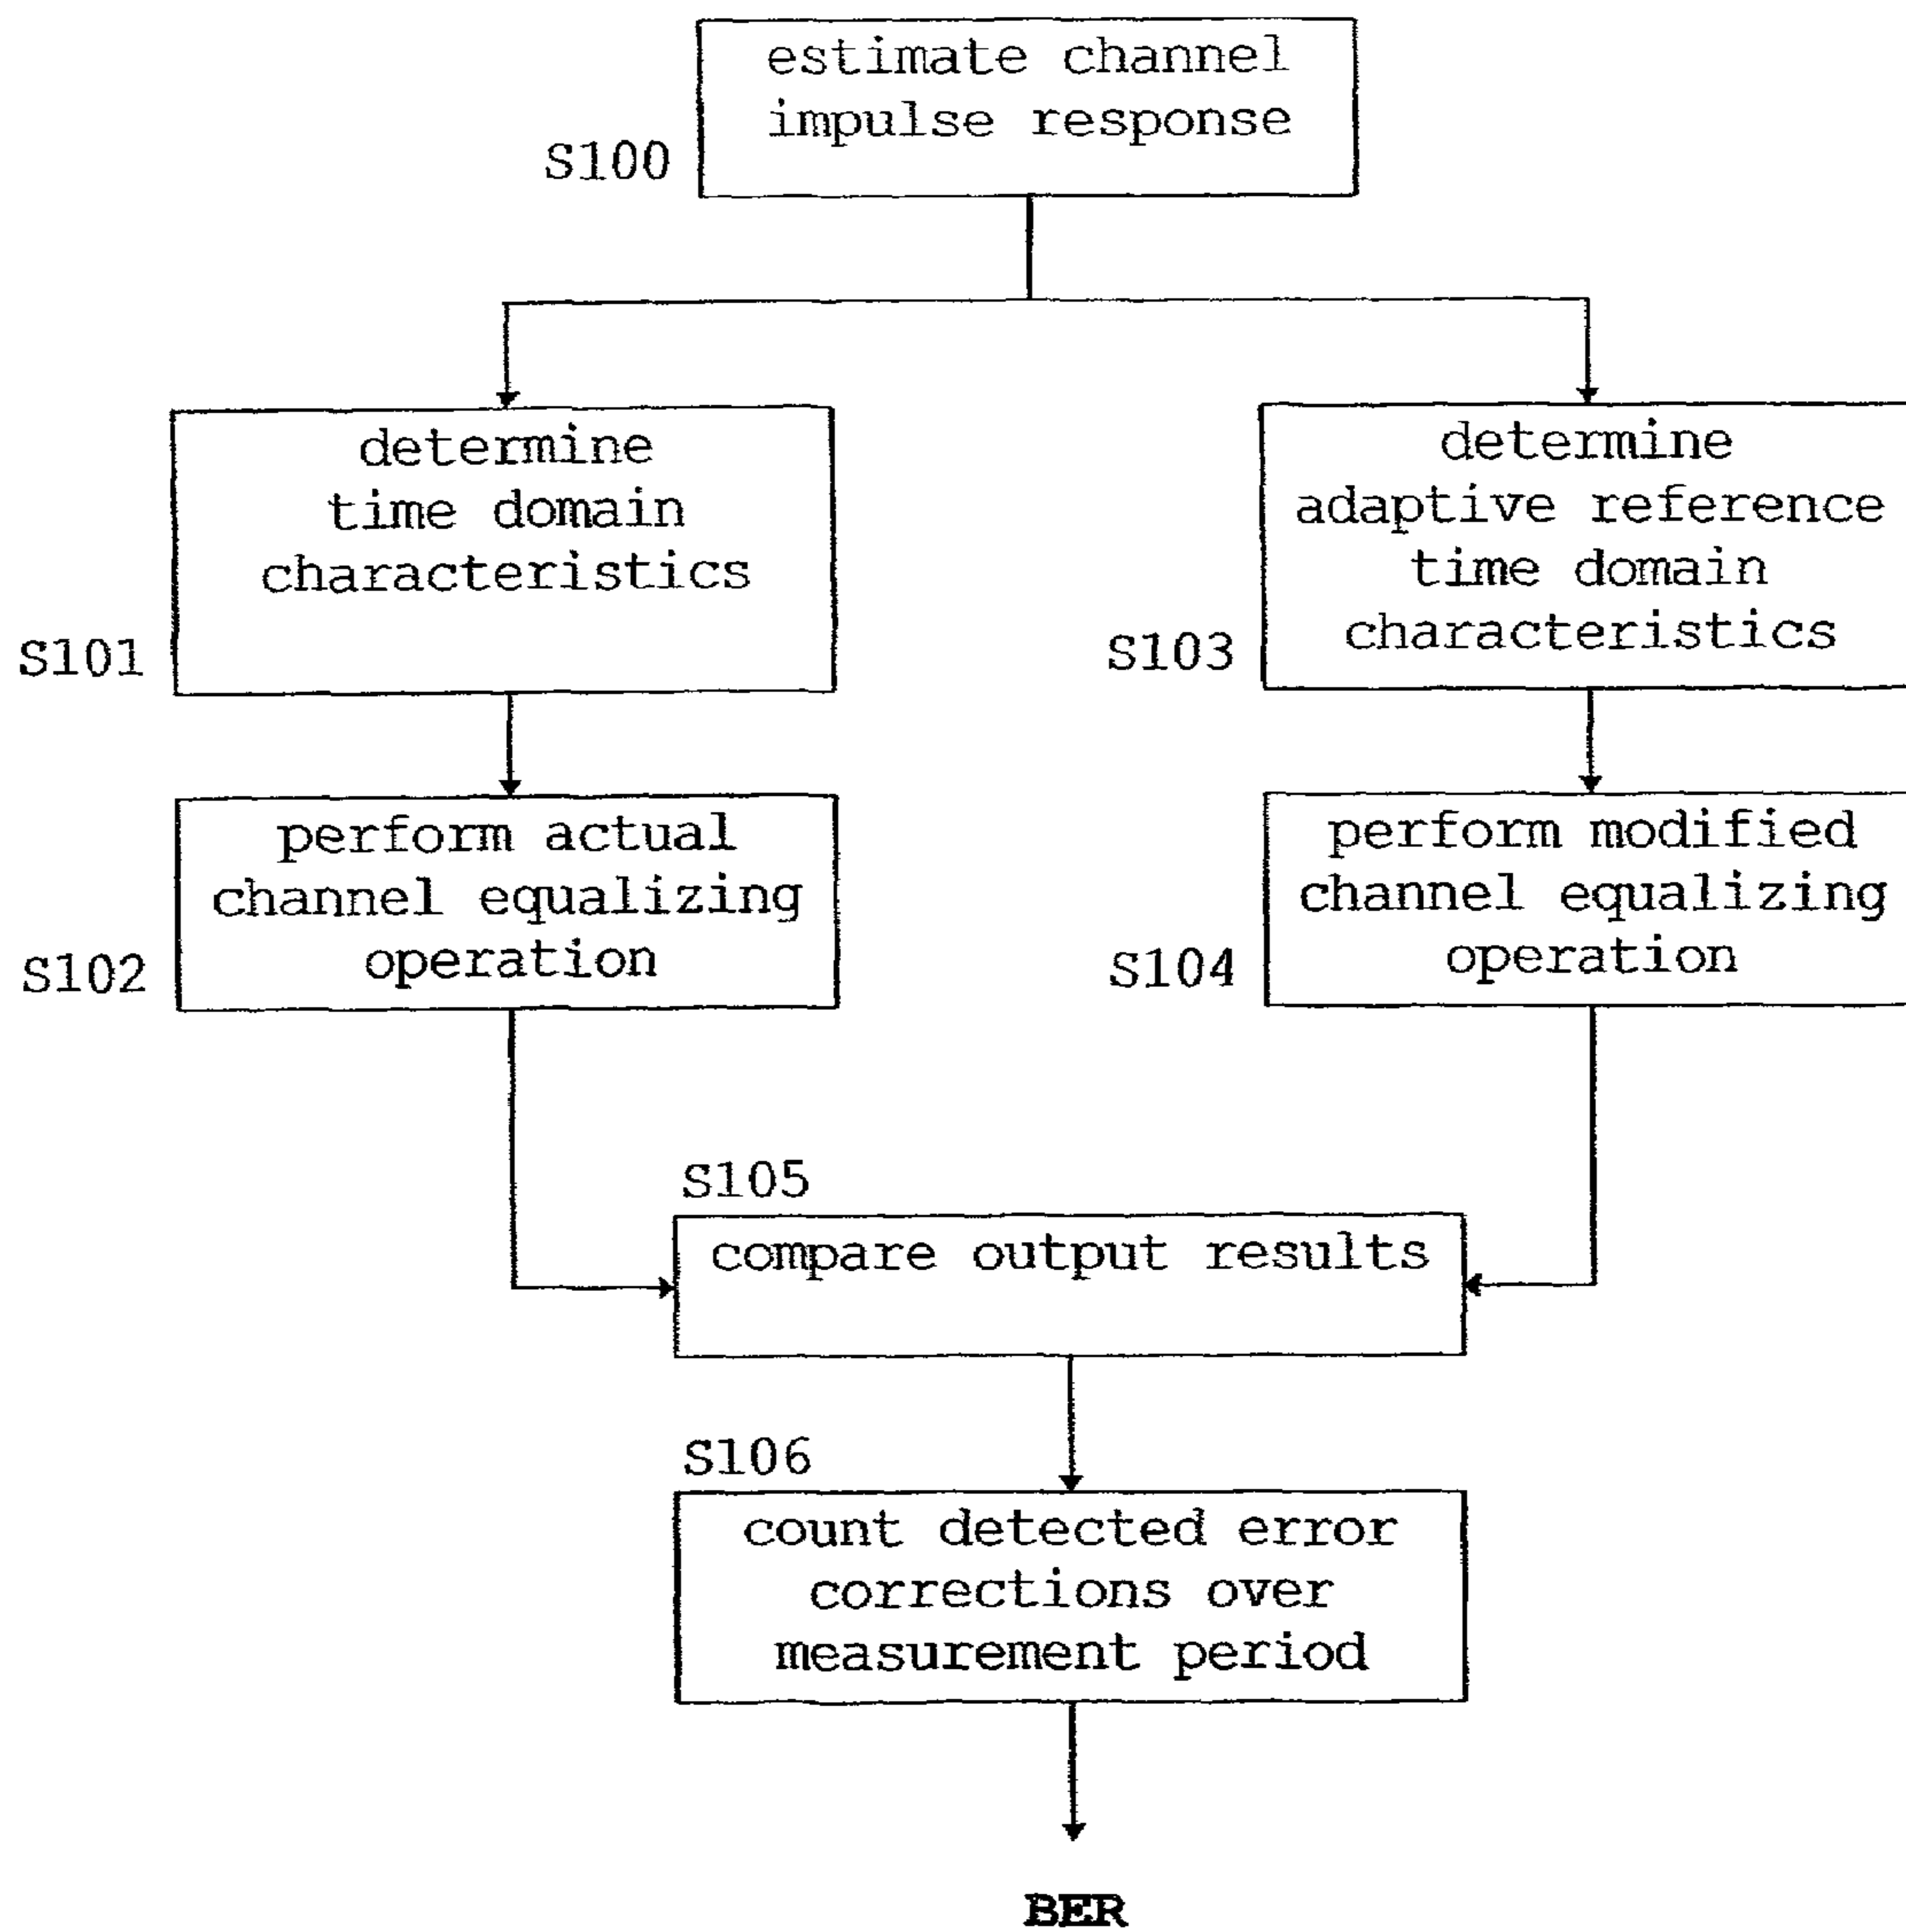 estimate channel
impulse response
S100
determine
time domain
characteristics
S101
determine
adaptive reference
time domain
characteristics
S103
perform actual
channel equalizing
operation
S102
perform modified
channel equalizing
operation
S104
S105
compare output results
S106
count detected error
corrections over
measurement period
BER